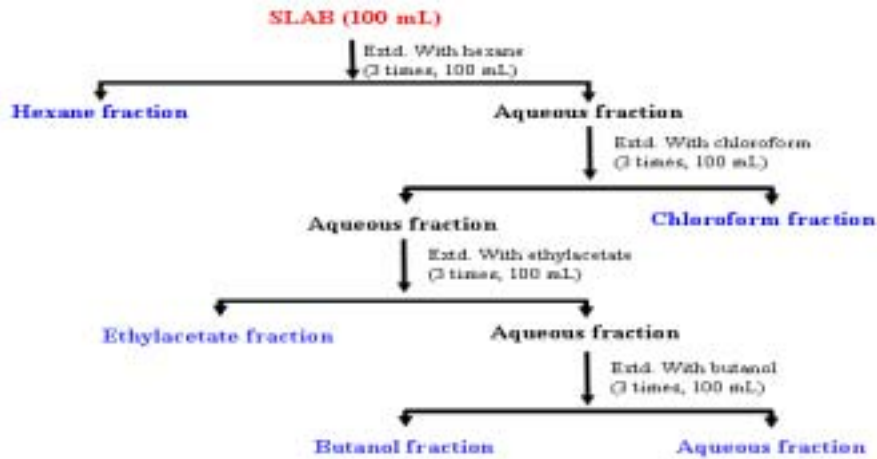 SLAB (100 mL)
Extd. With hexane
(3 times, 100 mL)
Hexane fraction
Aqueous fraction
Extd. With chloroform
(3 times, 100 mL)
Aqueous fraction
Chloroform fraction
Extd. With ethylacetate
(3 times, 100 mL)
Ethylacetate fraction
Aqueous fraction
Extd. With butanol
(3 times, 100 mL)
Butanol fraction
Aqueous fraction